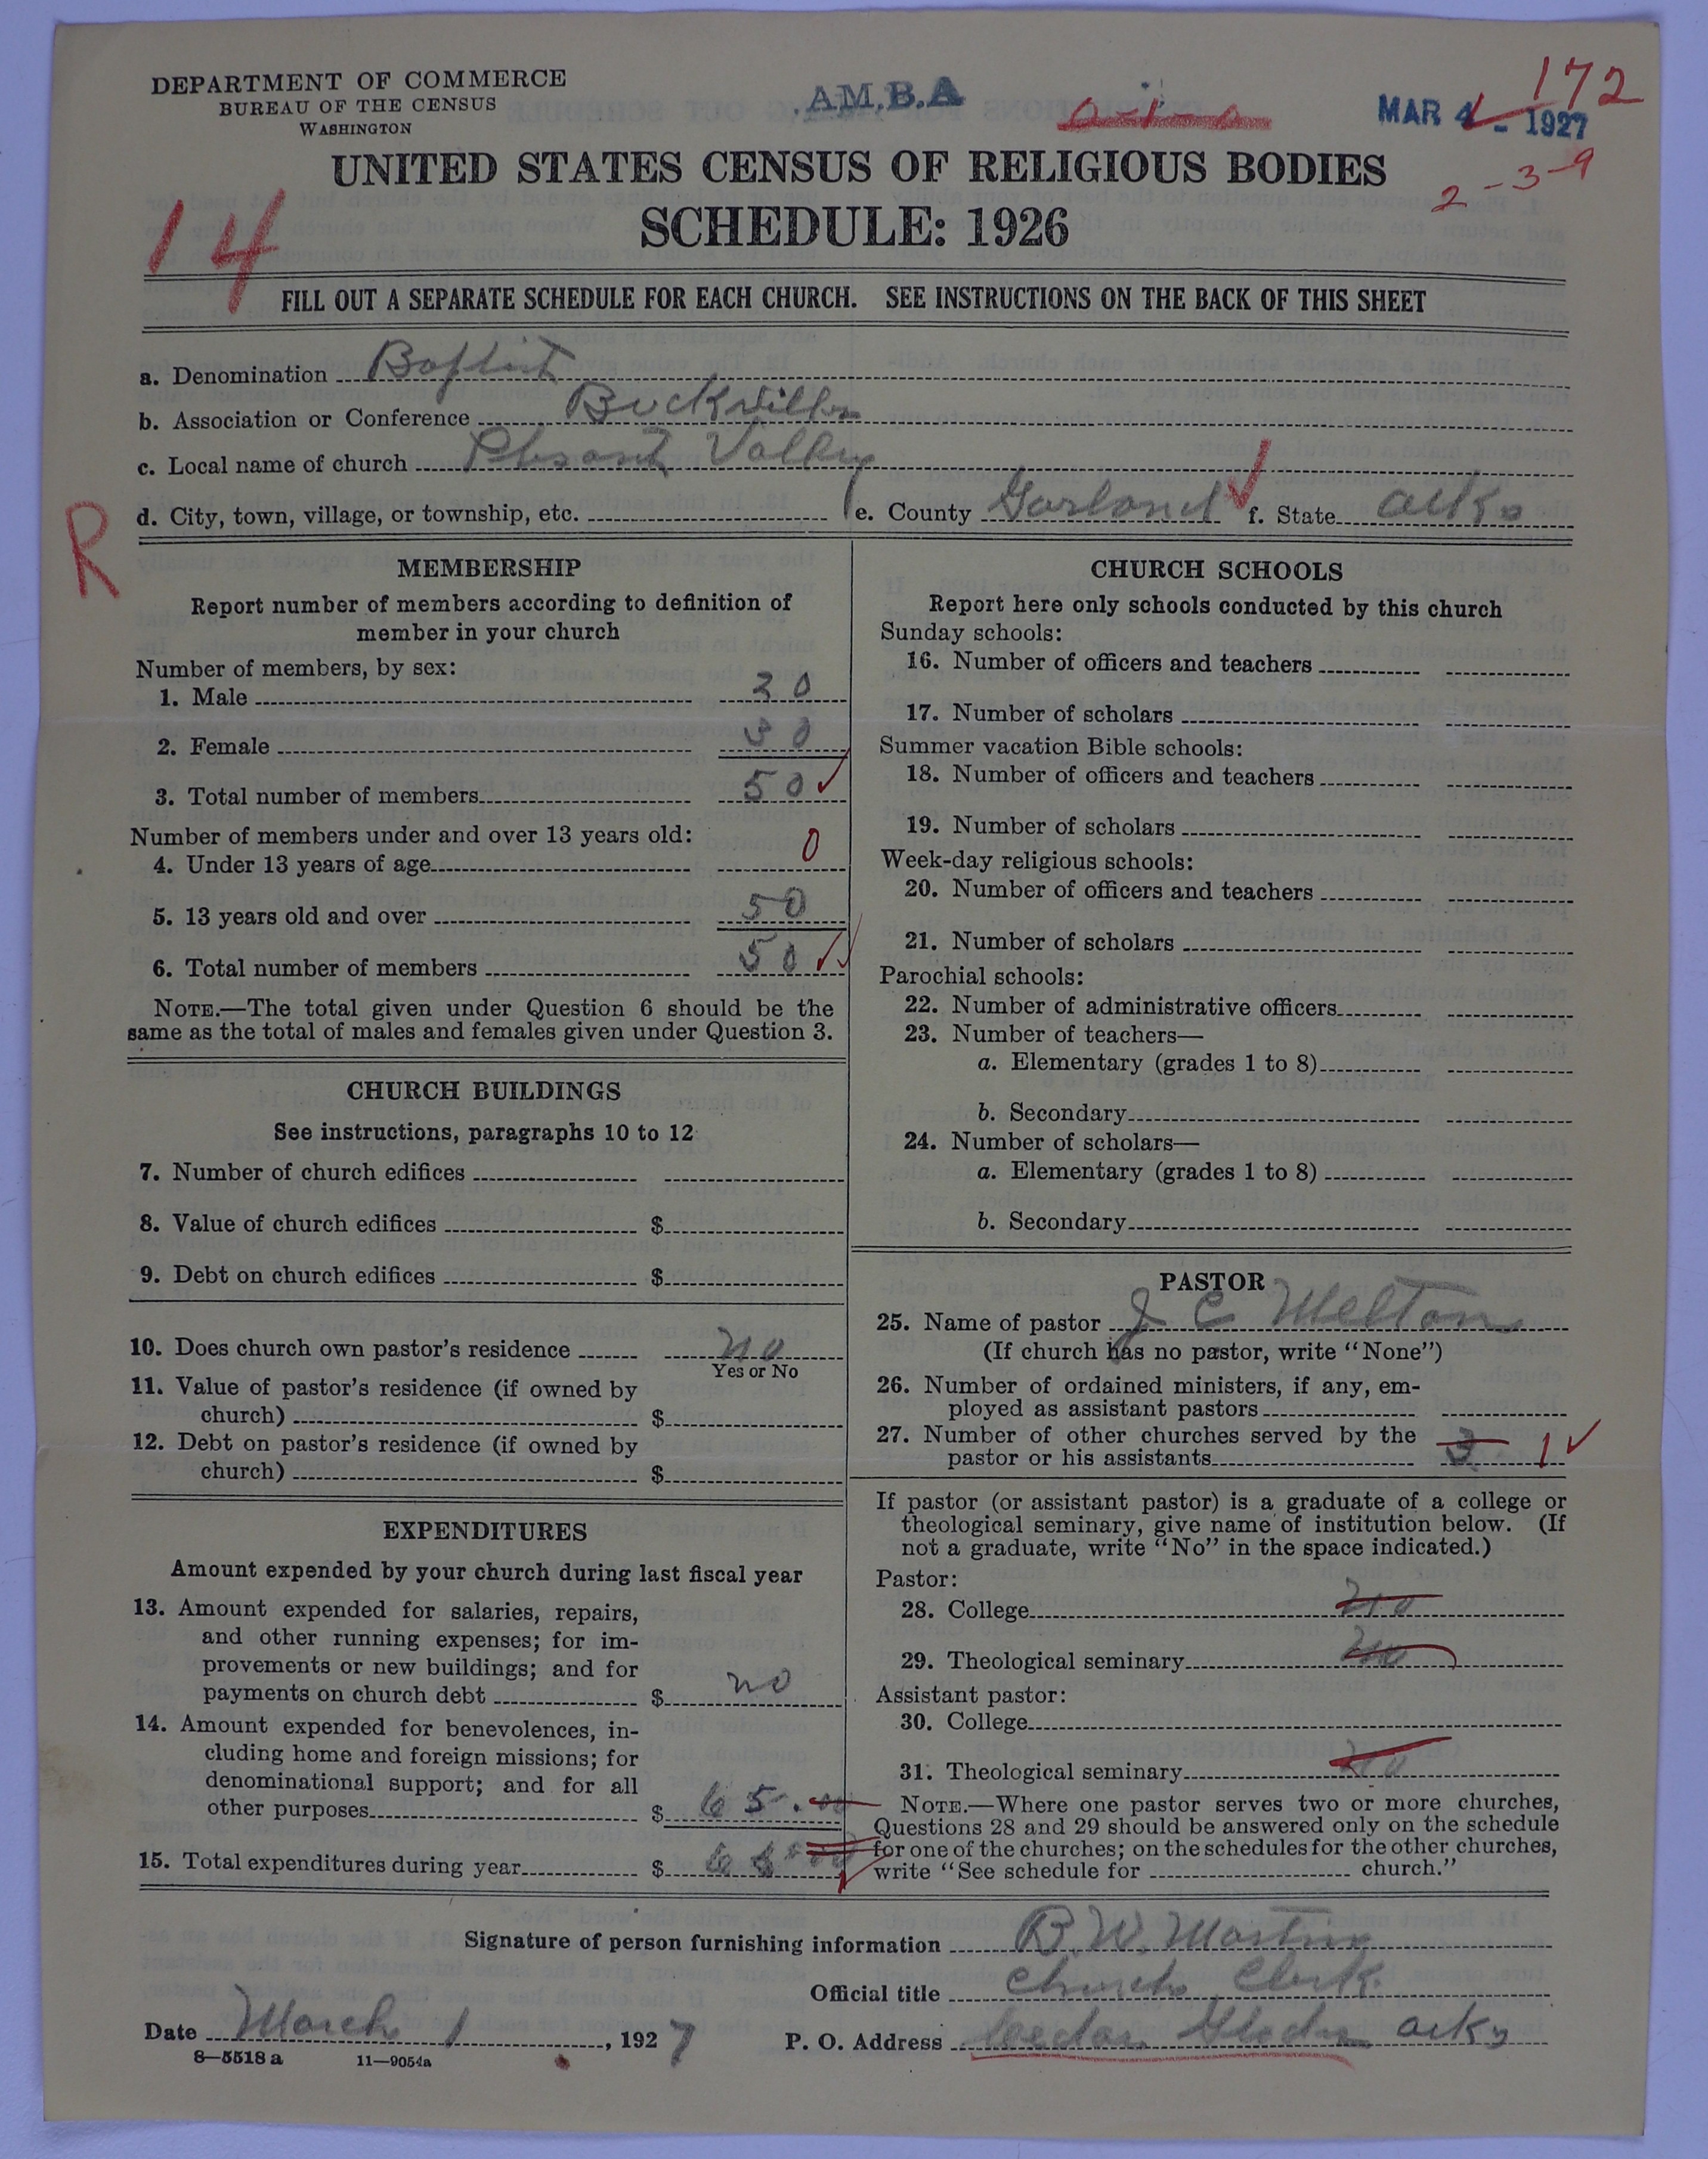 DEPARTMENT OF COMMERCE
BUREAU OF THE CENSUS
WASHINGTON
AM.B.A
0-1-0
172
MAR 4 - 1927
2-3-9
UNITED STATES CENSUS OF RELIGIOUS BODIES
SCHEDULE: 1926
14
FILL OUT A SEPARATE SCHEDULE FOR EACH CHURCH. SEE INSTRUCTIONS ON THE BACK OF THIS SHEET
a. Denomination Baptist
b. Association or Conference Buckville
c. Local name of church Plesant Valley
d. City, town, village, or township, etc. e. County Garland f. State Arks
R
MEMBERSHIP
Report number of members according to definition of
member in your church
Number of members, by sex:
1. Male 20
2. Female 30
3. Total number of members 50
Number of members under and over 13 years old:
4. Under 13 years of age 0
5. 13 years old and over 50
6. Total number of members 50
NOTE.—The total given under Question 6 should be the
same as the total of males and females given under Question 3.
CHURCH BUILDINGS
See instructions, paragraphs 10 to 12
7. Number of church edifices
8. Value of church edifices $
9. Debt on church edifices $
10. Does church own pastor's residence no
Yes or No
11. Value of pastor's residence (if owned by
church) $
12. Debt on pastor's residence (if owned by
church) $
EXPENDITURES
Amount expended by your church during last fiscal year
13. Amount expended for salaries, repairs,
and other running expenses; for im-
provements or new buildings; and for
payments on church debt $ no
14. Amount expended for benevolences, in-
cluding home and foreign missions; for
denominational support; and for all
other purposes $ 65.00
15. Total expenditures during year $
CHURCH SCHOOLS
Report here only schools conducted by this church
Sunday schools:
16. Number of officers and teachers
17. Number of scholars
Summer vacation Bible schools:
18. Number of officers and teachers
19. Number of scholars
Week-day religious schools:
20. Number of officers and teachers
21. Number of scholars
Parochial schools:
22. Number of administrative officers
23. Number of teachers—
a. Elementary (grades 1 to 8)
b. Secondary
24. Number of scholars—
a. Elementary (grades 1 to 8)
b. Secondary
PASTOR
25. Name of pastor J C Melton
(If church has no pastor, write "None")
26. Number of ordained ministers, if any, em-
ployed as assistant pastors
27. Number of other churches served by the
pastor or his assistants 3 1
If pastor (or assistant pastor) is a graduate of a college or
theological seminary, give name of institution below. (If
not a graduate, write "No" in the space indicated.)
Pastor:
28. College no
29. Theological seminary no
Assistant pastor:
30. College
31. Theological seminary no
NOTE.—Where one pastor serves two or more churches,
Questions 28 and 29 should be answered only on the schedule
for one of the churches; on the schedules for the other churches,
write "See schedule for church."
Signature of person furnishing information B. W.
Official title Church Clerk.
Date March 1, 1927 P. O. Address Cedar Glades Arks
8—5518 a 11—9054a